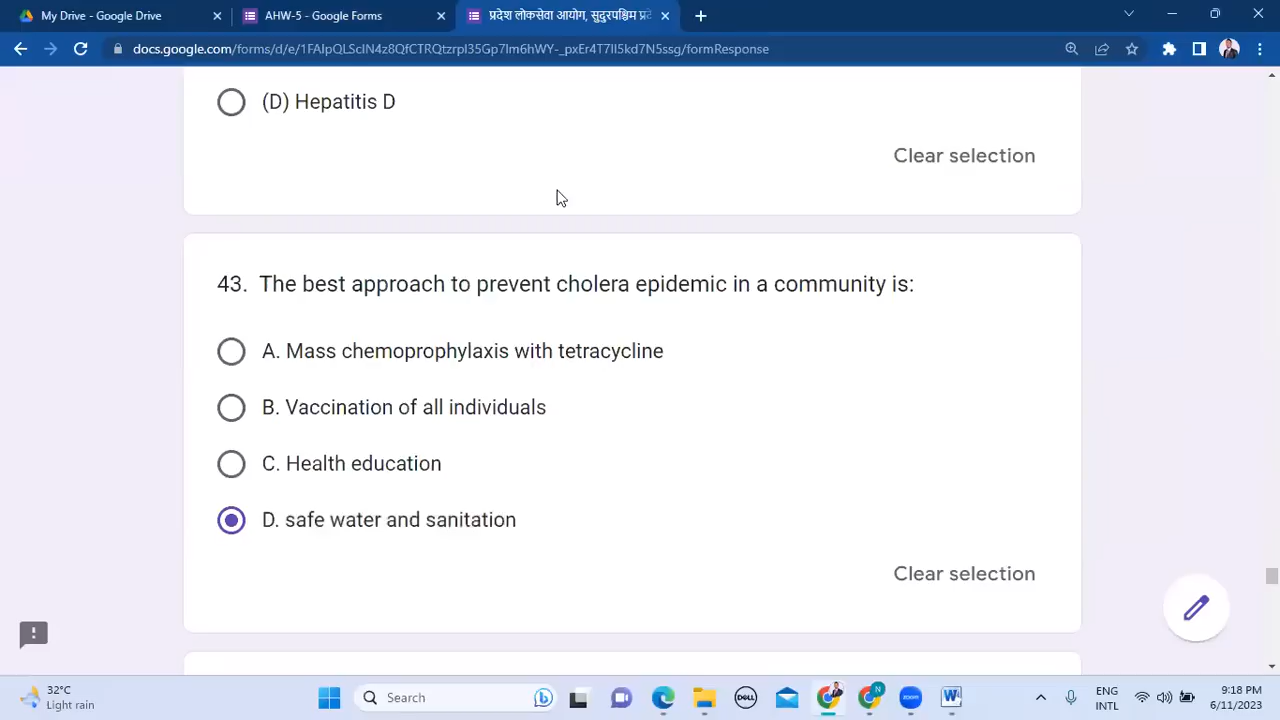 My Drive - Google Drive
AHW-5 - Google Forms
प्रदेश लोकसेवा आयोग, सुदुरपश्चिम प्रदे
docs.google.com/forms/d/e/
(D) Hepatitis D
Clear selection
43. The best approach to prevent cholera epidemic in a community is:
A. Mass chemoprophylaxis with tetracycline
B. Vaccination of all individuals
C. Health education
D. safe water and sanitation
Clear selection
32°C
Light rain
Search
DELL
zoom
N
W
ENG
INTL
9:18 PM
6/11/2023